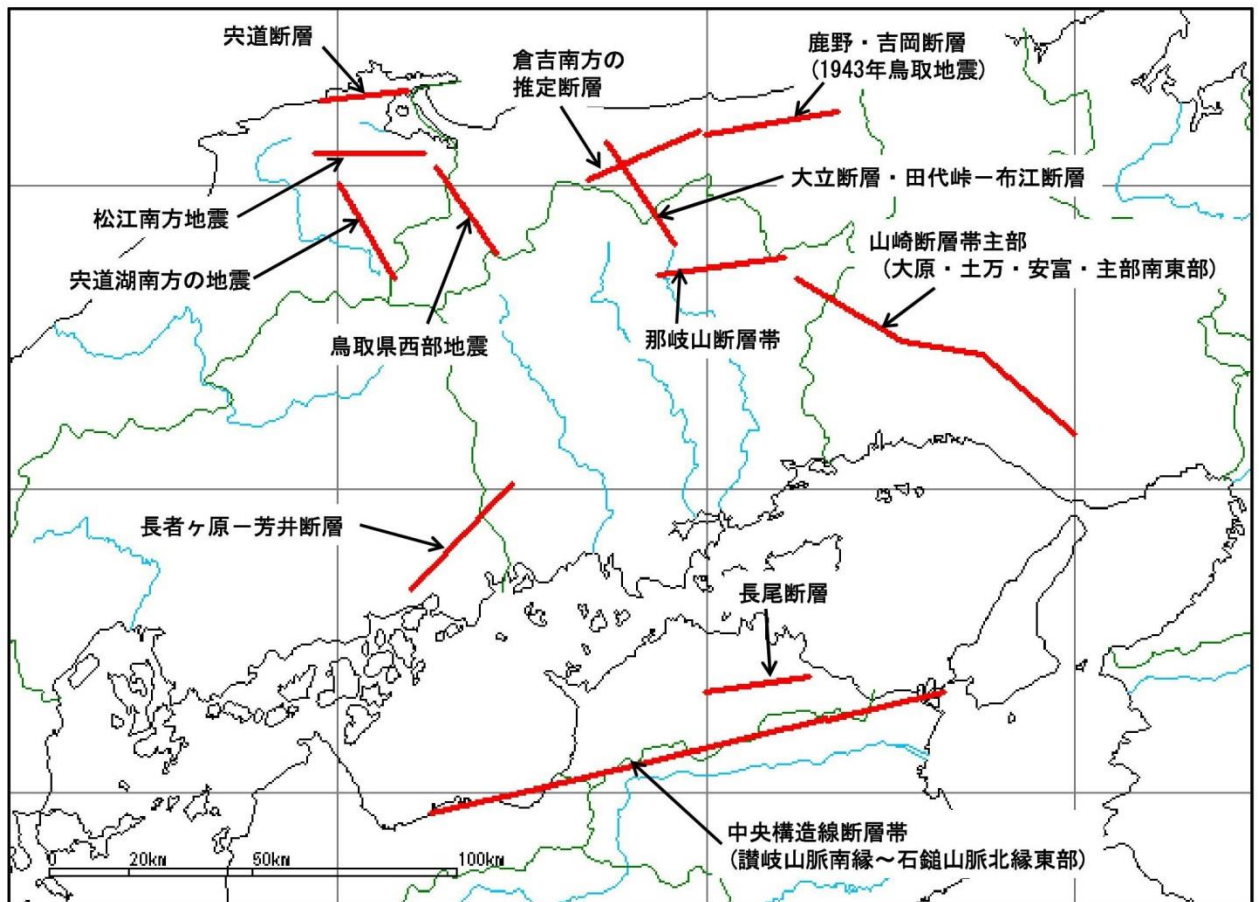 宍道断層
倉吉南方の
推定断層
鹿野・吉岡断層
(1943年鳥取地震)
松江南方地震
大立断層・田代峠－布江断層
宍道湖南方の地震
山崎断層帯主部
(大原・土万・安富・主部南東部)
鳥取県西部地震
那岐山断層帯
長者ヶ原－芳井断層
長尾断層
中央構造線断層帯
(讃岐山脈南縁～石鎚山脈北縁東部)
0 20km 50km 100km